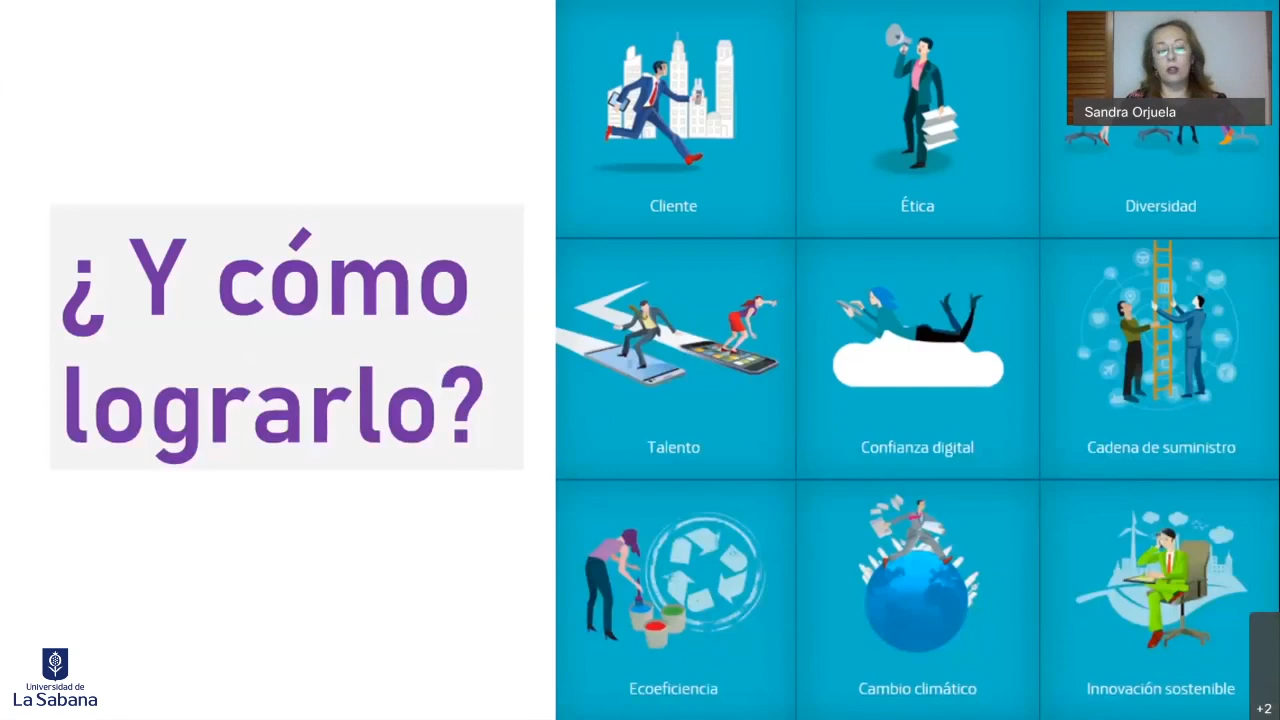 ¿ Y cómo
lograrlo?
Cliente
Ética
Diversidad
Sandra Orjuela
Talento
Confianza digital
Cadena de suministro
Ecoeficiencia
Cambio climático
Innovación sostenible
Universidad de
La Sabana
+2